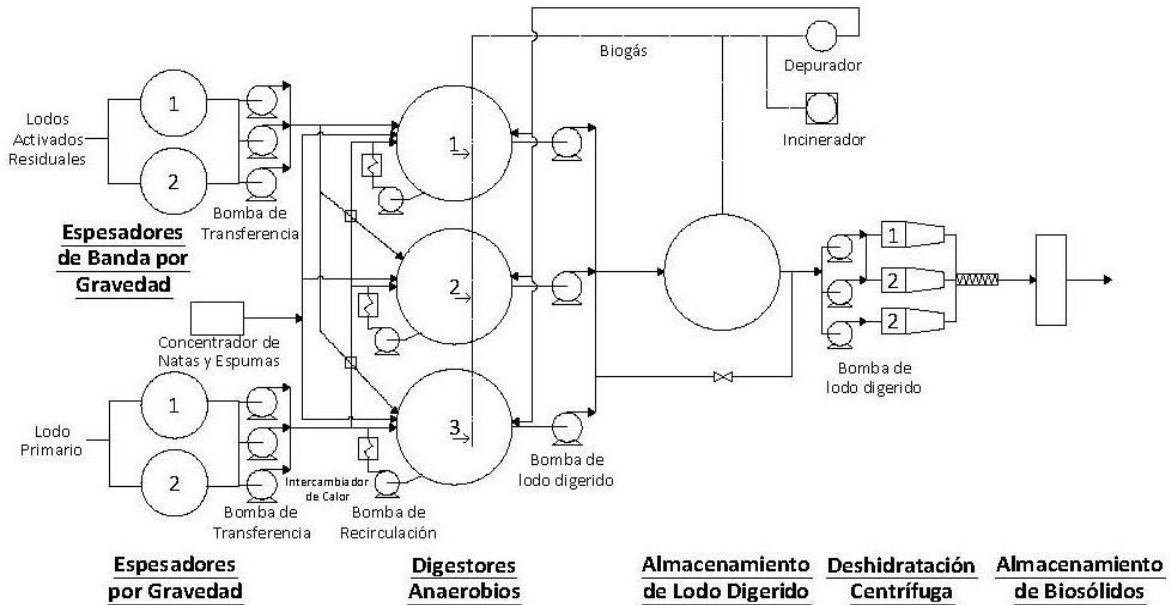 Biogás
Depurador
Incinerador
Lodos
Activados
Residuales
1
2
Bomba de
Transferencia
Espesadores
de Banda por
Gravedad
Concentrador de
Natas y Espumas
Lodo
Primario
1
2
Bomba de
Transferencia
Intercambiador
de Calor
Bomba de
Recirculación
1
2
3
Bomba de
lodo digerido
1
2
2
Bomba de
lodo digerido
Espesadores
por Gravedad
Digestores
Anaerobios
Almacenamiento
de Lodo Digerido
Deshidratación
Centrífuga
Almacenamiento
de Biosólidos